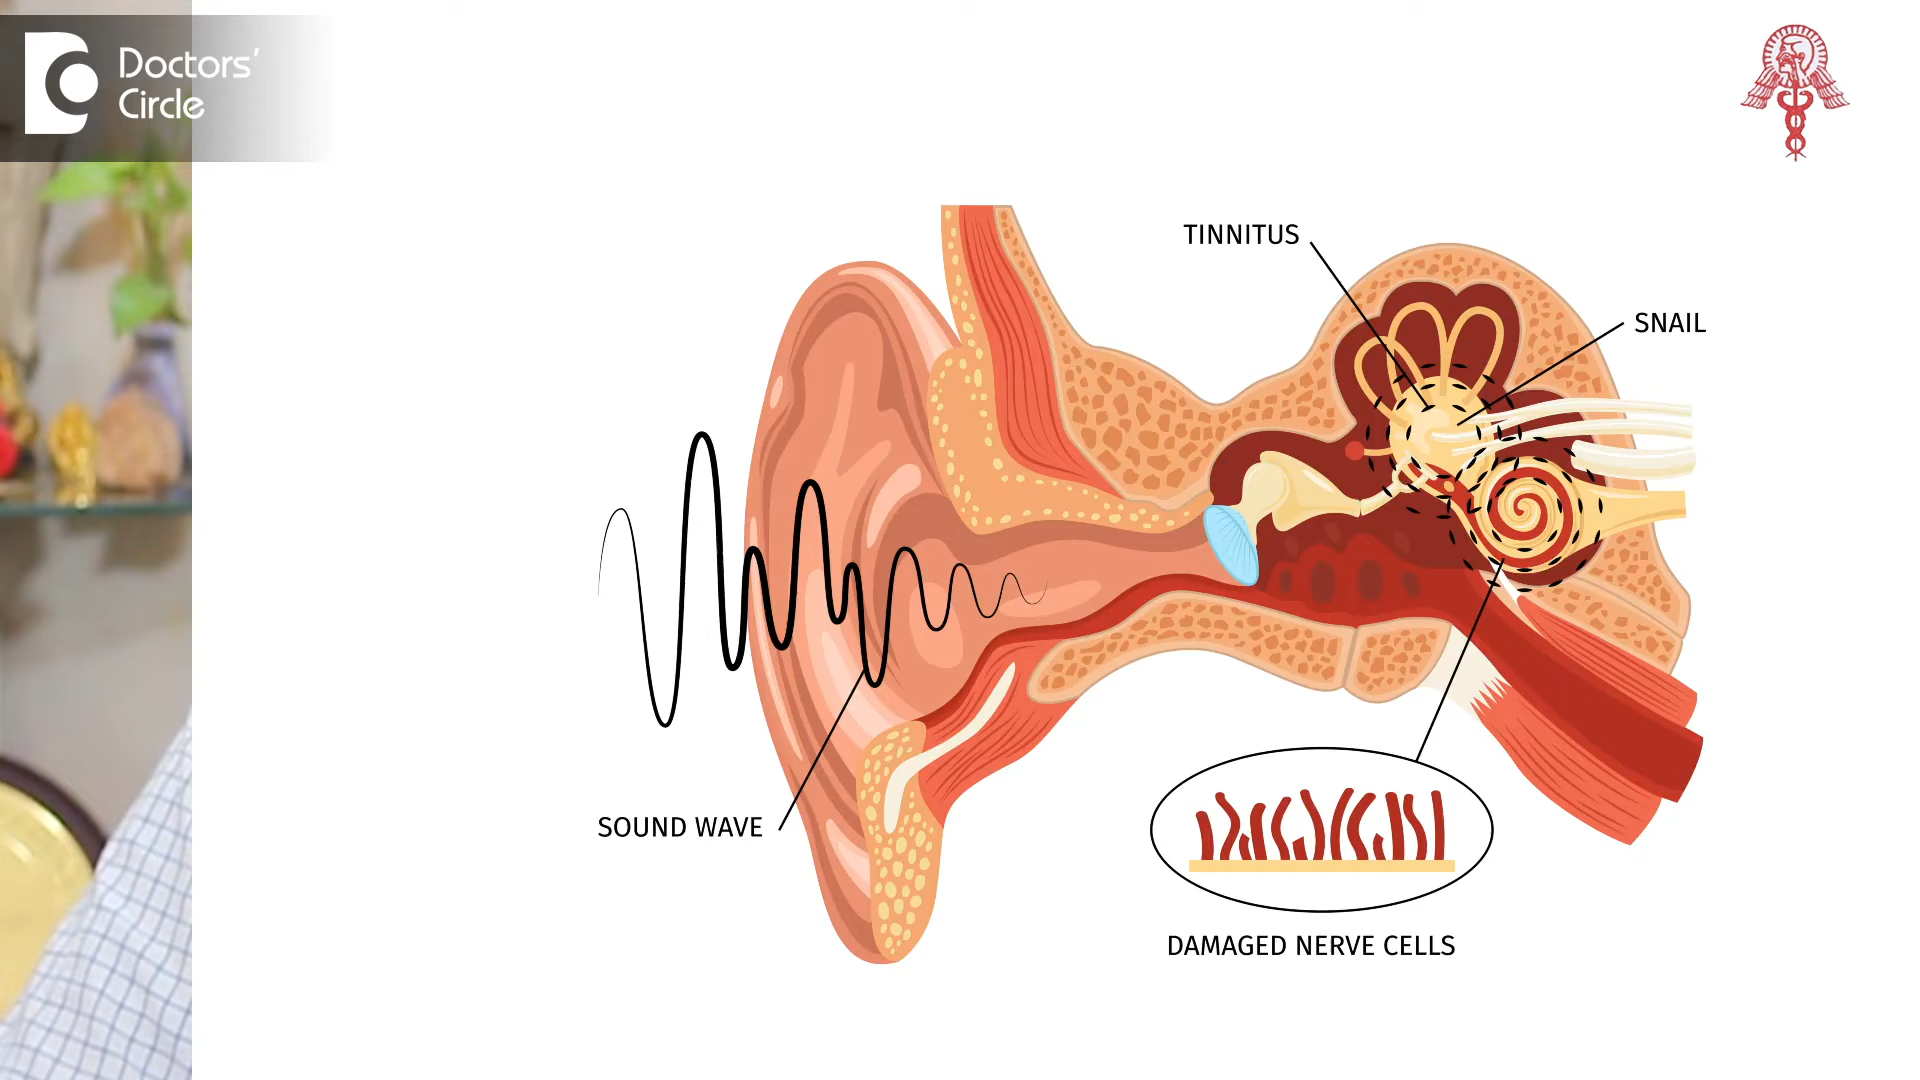 Doctors'
Circle
TINNITUS
SNAIL
SOUND WAVE
DAMAGED NERVE CELLS